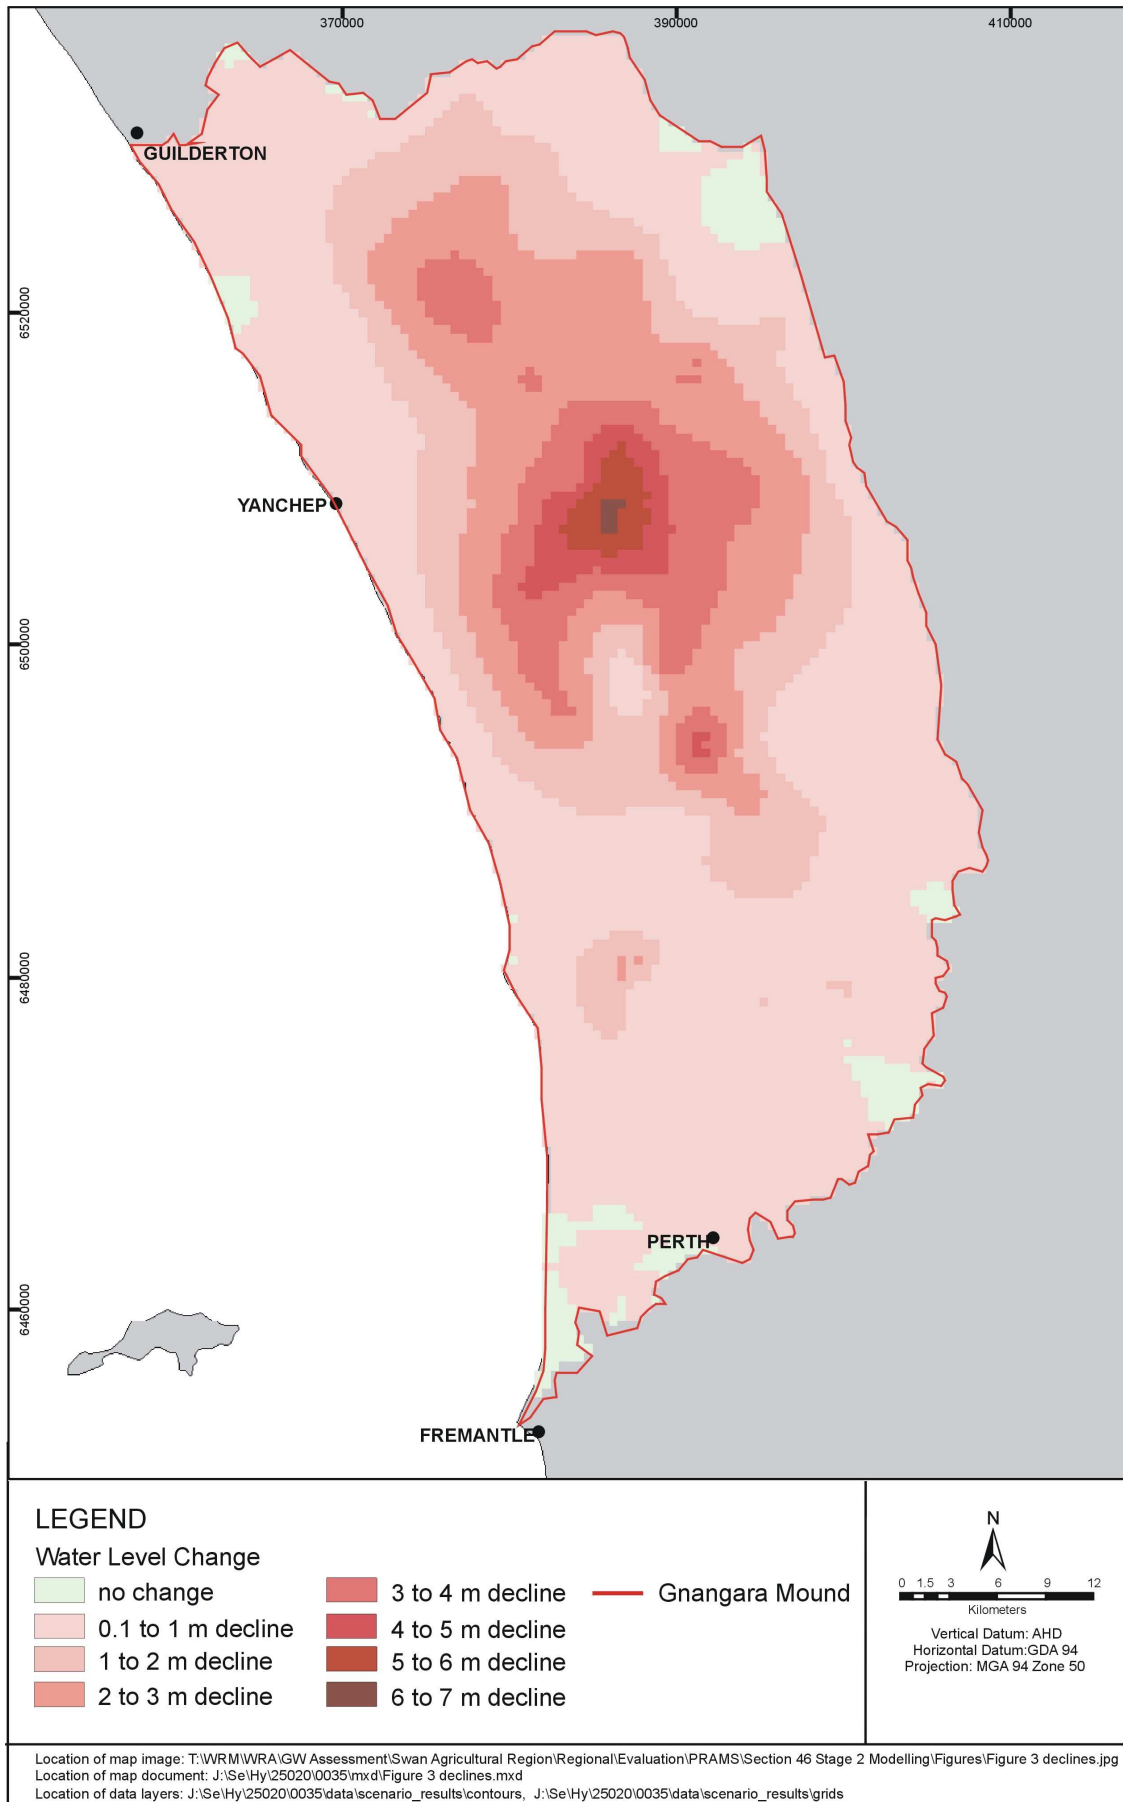 370000
390000
410000
GUILDERTON
6520000
YANCHEP
6500000
6480000
PERTH
6460000
FREMANTLE
LEGEND
Water Level Change
no change
0.1 to 1 m decline
1 to 2 m decline
2 to 3 m decline
3 to 4 m decline
4 to 5 m decline
5 to 6 m decline
6 to 7 m decline
Gnangara Mound
N
0 1.5 3 6 9 12
Kilometers
Vertical Datum: AHD
Horizontal Datum:GDA 94
Projection: MGA 94 Zone 50
Location of map image: T:\WRM\WRA\GW Assessment\Swan Agricultural Region\Regional\Evaluation\PRAMS\Section 46 Stage 2 Modelling\Figures\Figure 3 declines.jpg
Location of map document: J:\Se\Hy\25020\0035\mxd\Figure 3 declines.mxd
Location of data layers: J:\Se\Hy\25020\0035\data\scenario_results\contours, J:\Se\Hy\25020\0035\data\scenario_results\grids